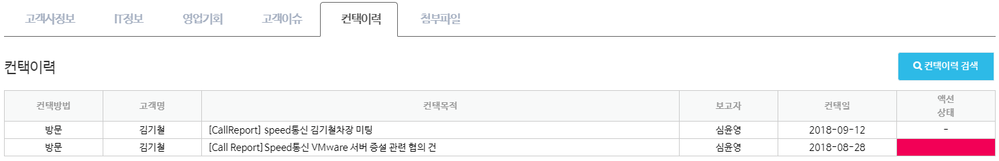 고객사정보 IT정보 영업기회 고객이슈 컨택이력 첨부파일
컨택이력
컨택이력 검색
컨택방법 고객명 컨택목적 보고자 컨택일 액션
상태
방문 김기철 [CallReport] speed통신 김기철차장 미팅 심윤영 2018-09-12 -
방문 김기철 [Call Report] Speed통신 VMware 서버 증설 관련 협의 건 심윤영 2018-08-28